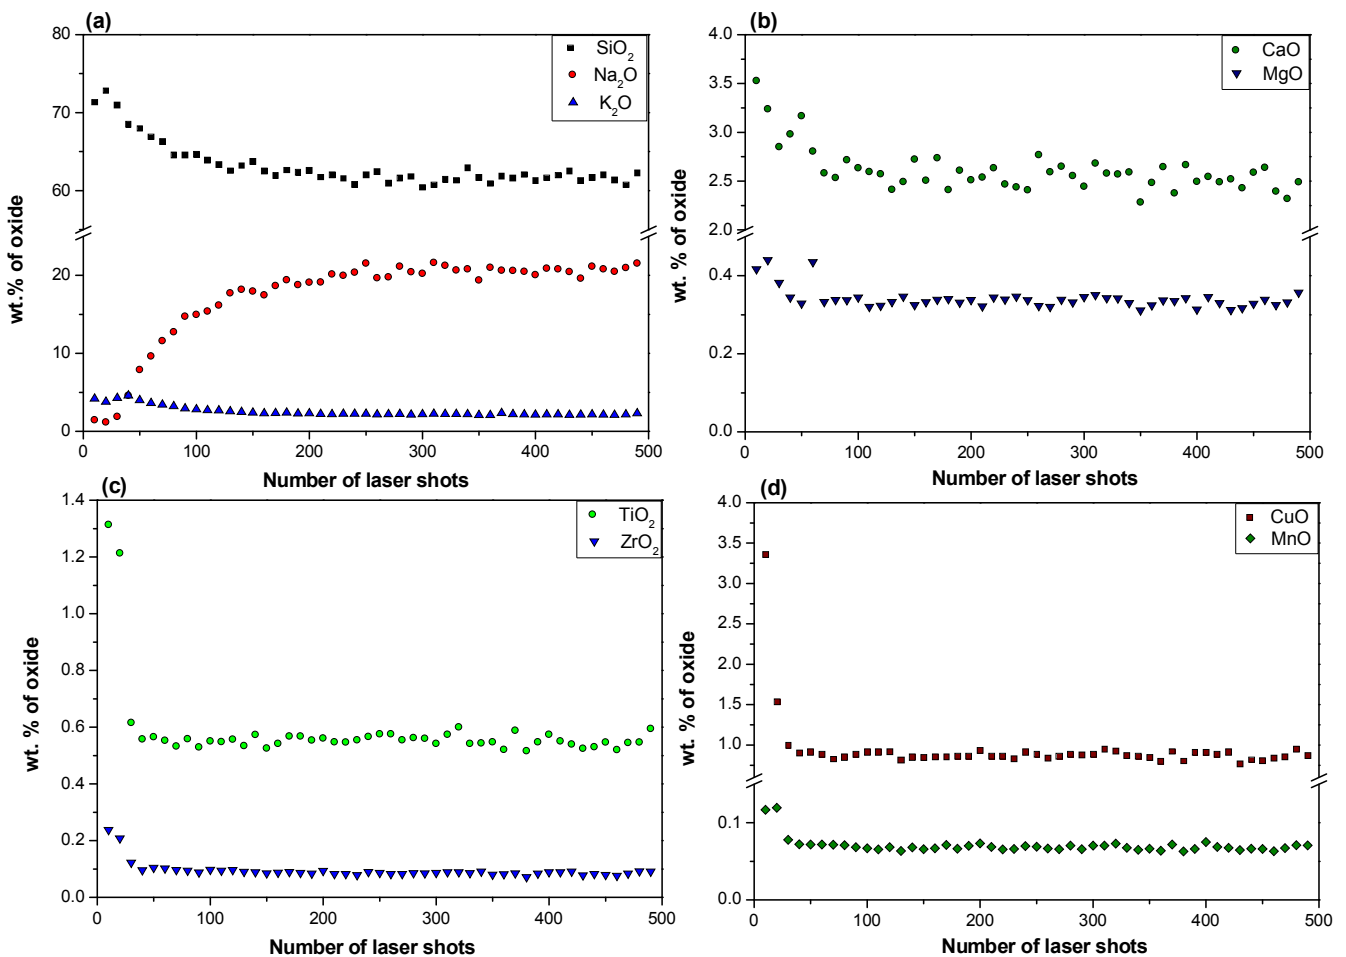 (a)
80
70
60
20
10
0
0
100
200
300
400
500
wt.% of oxide
Number of laser shots
SiO2
Na2O
K2O
(b)
4.0
3.5
3.0
2.5
2.0
0.4
0.2
0.0
0
100
200
300
400
500
wt. % of oxide
Number of laser shots
CaO
MgO
(c)
1.4
1.2
1.0
0.8
0.6
0.4
0.2
0.0
0
100
200
300
400
500
wt. % of oxide
Number of laser shots
TiO2
ZrO2
(d)
4.0
3.5
3.0
2.5
2.0
1.5
1.0
0.1
0.0
0
100
200
300
400
500
wt. % of oxide
Number of laser shots
CuO
MnO